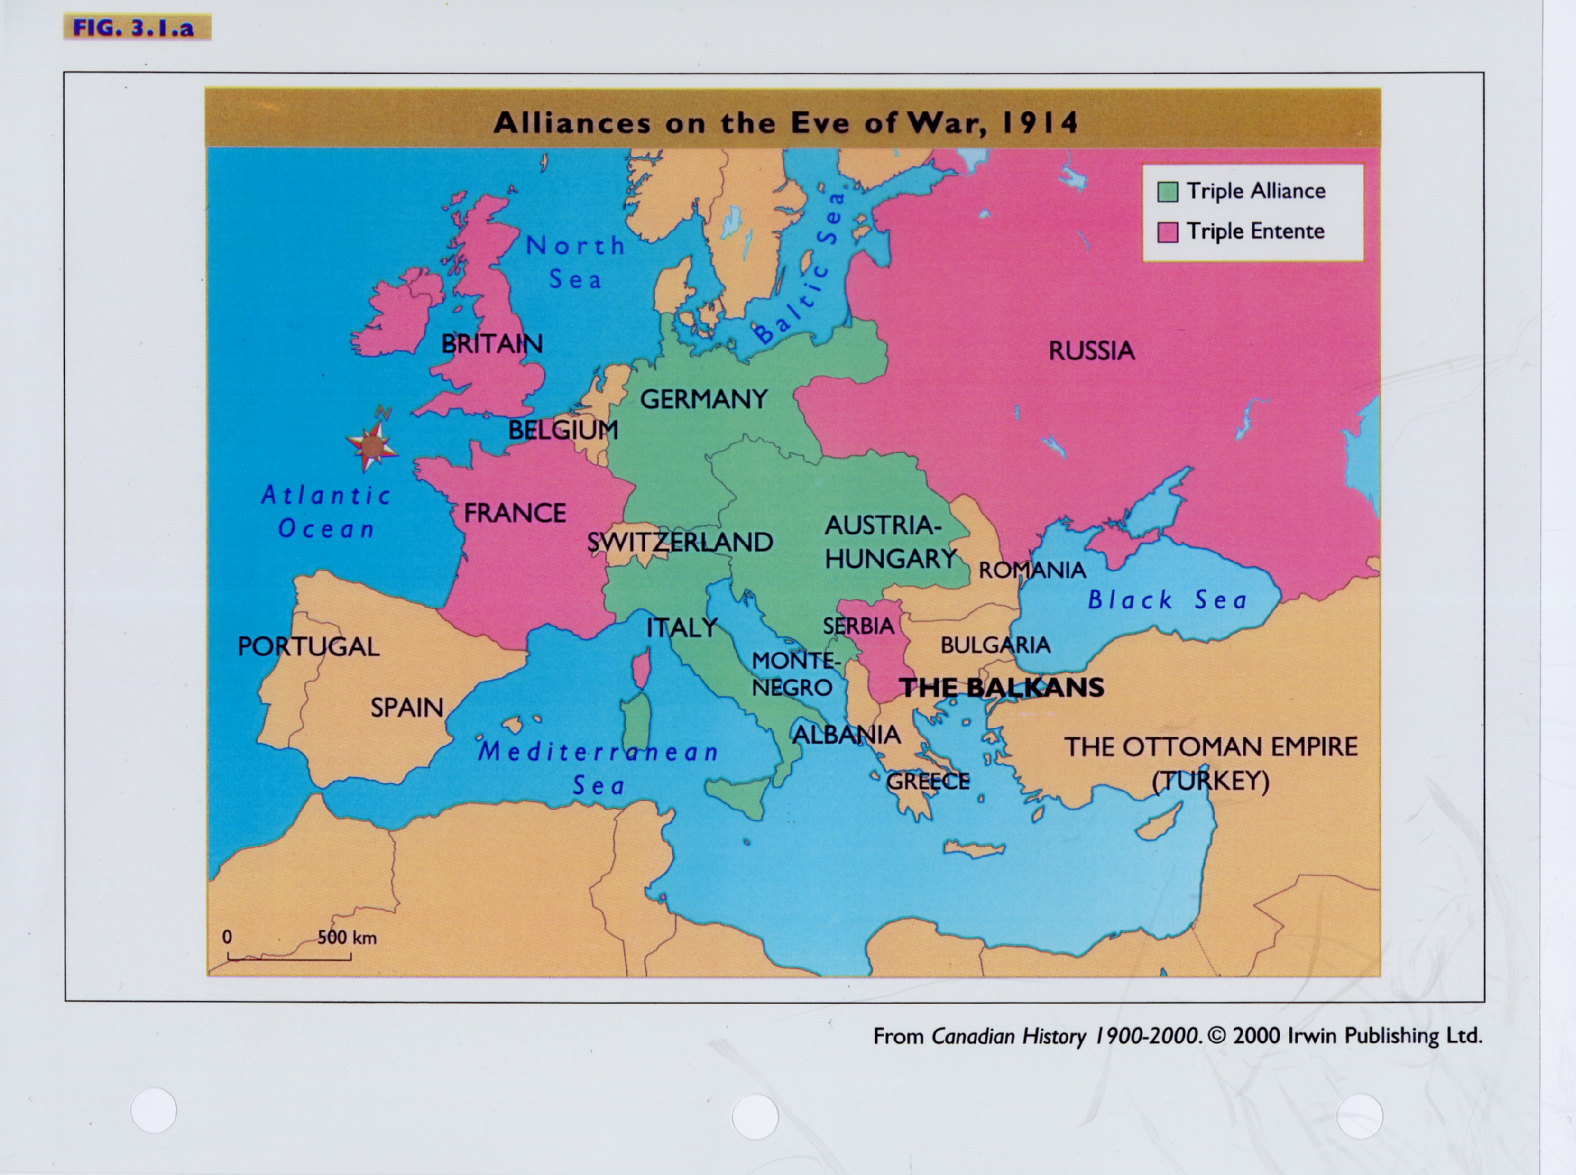 FIG. 3.1.a
Alliances on the Eve of War, 1914
Triple Alliance
Triple Entente
North
Sea
Baltic Sea
BRITAIN
RUSSIA
GERMANY
N
BELGIUM
Atlantic
Ocean
FRANCE
SWITZERLAND
AUSTRIA-
HUNGARY
ROMANIA
Black Sea
PORTUGAL
ITALY
SERBIA
BULGARIA
MONTE-
NEGRO
THE BALKANS
SPAIN
ALBANIA
Mediterranean
Sea
GREECE
THE OTTOMAN EMPIRE
(TURKEY)
0 500 km
From Canadian History 1900-2000. © 2000 Irwin Publishing Ltd.